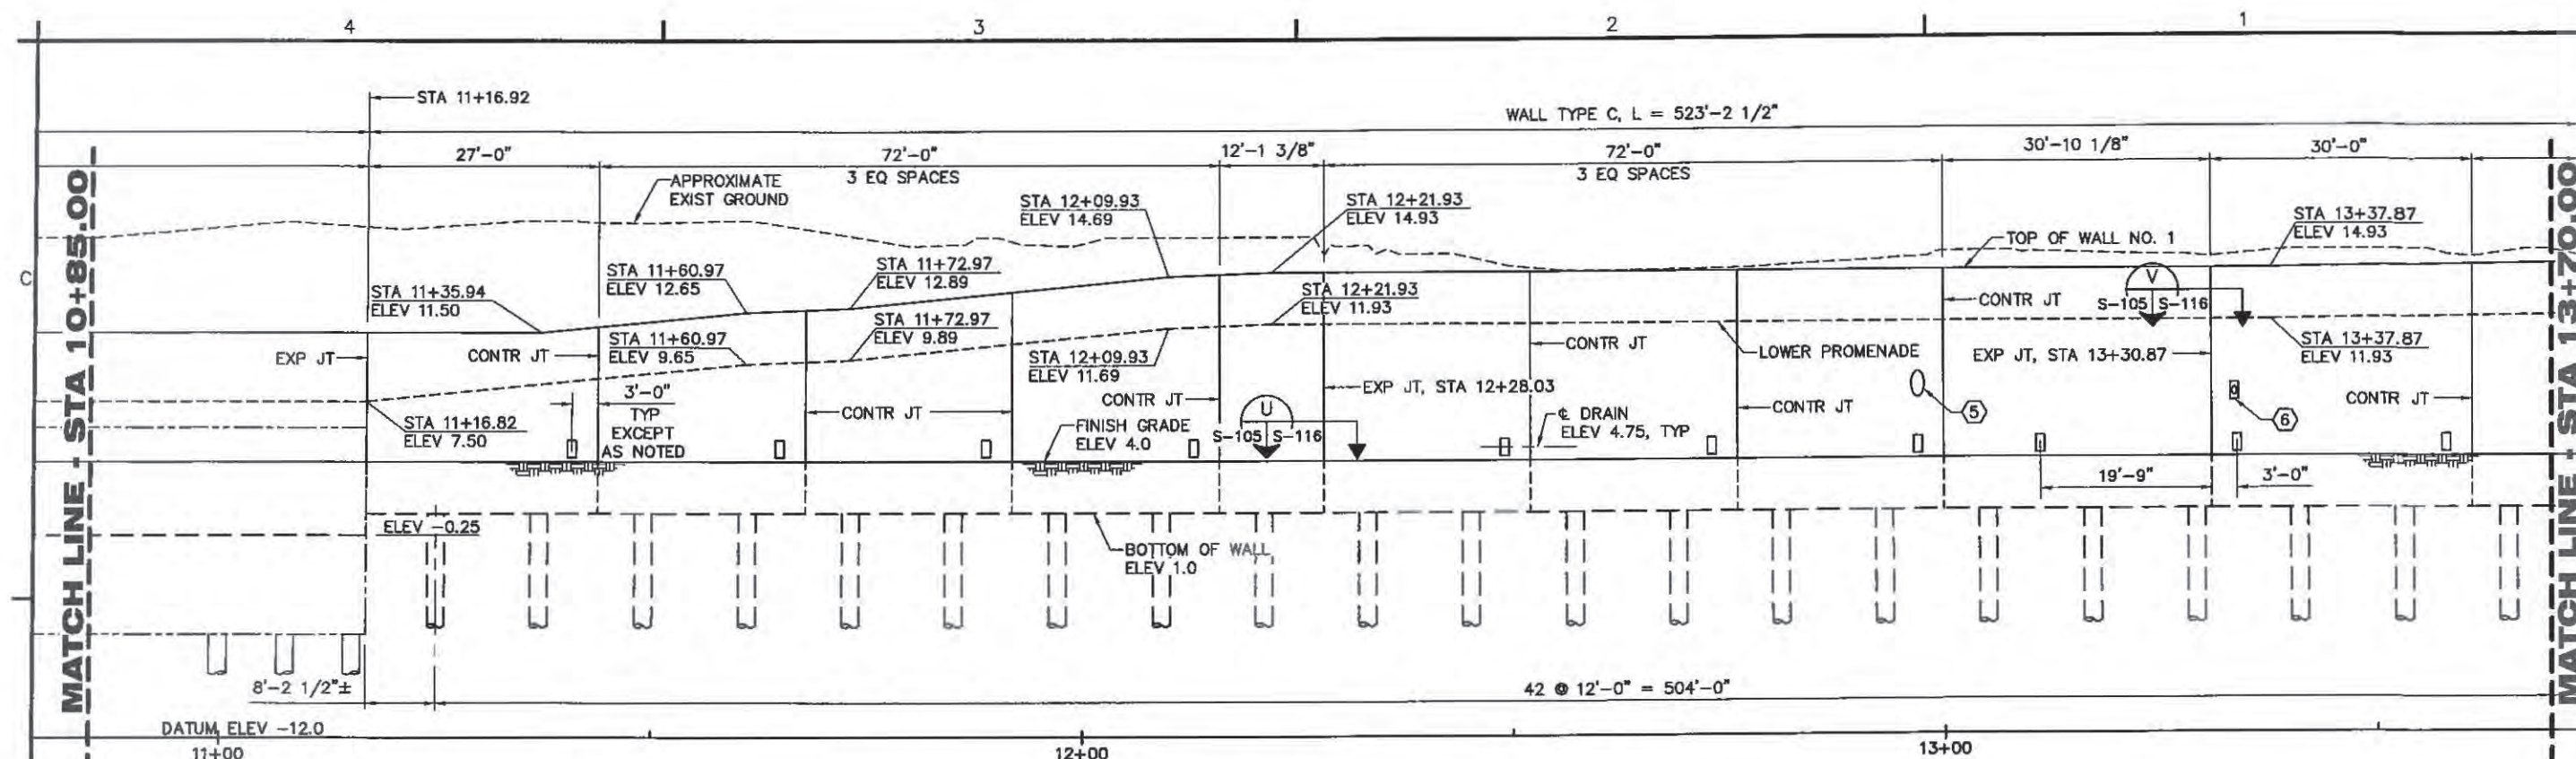 4
3
2
1
STA 11+16.92
WALL TYPE C, L = 523'-2 1/2"
27'-0"
72'-0"
3 EQ SPACES
12'-1 3/8"
72'-0"
3 EQ SPACES
30'-10 1/8"
30'-0"
MATCH LINE - STA 10+85.00
APPROXIMATE
EXIST GROUND
STA 12+09.93
ELEV 14.69
STA 12+21.93
ELEV 14.93
STA 13+37.87
ELEV 14.93
TOP OF WALL NO. 1
C
STA 11+35.94
ELEV 11.50
STA 11+60.97
ELEV 12.65
STA 11+72.97
ELEV 12.89
STA 12+21.93
ELEV 11.93
CONTR JT
V
S-105
S-116
EXP JT
CONTR JT
STA 11+60.97
ELEV 9.65
STA 11+72.97
ELEV 9.89
STA 12+09.93
ELEV 11.69
CONTR JT
LOWER PROMENADE
EXP JT, STA 13+30.87
STA 13+37.87
ELEV 11.93
STA 11+16.82
ELEV 7.50
3'-0"
TYP
EXCEPT
AS NOTED
CONTR JT
FINISH GRADE
ELEV 4.0
CONTR JT
U
S-105
S-116
EXP JT, STA 12+28.03
℄ DRAIN
ELEV 4.75, TYP
CONTR JT
5
6
CONTR JT
19'-9"
3'-0"
ELEV -0.25
BOTTOM OF WALL
ELEV 1.0
8'-2 1/2"±
42 @ 12'-0" = 504'-0"
DATUM ELEV -12.0
11+00
12+00
13+00
MATCH LINE - STA 13+70.00